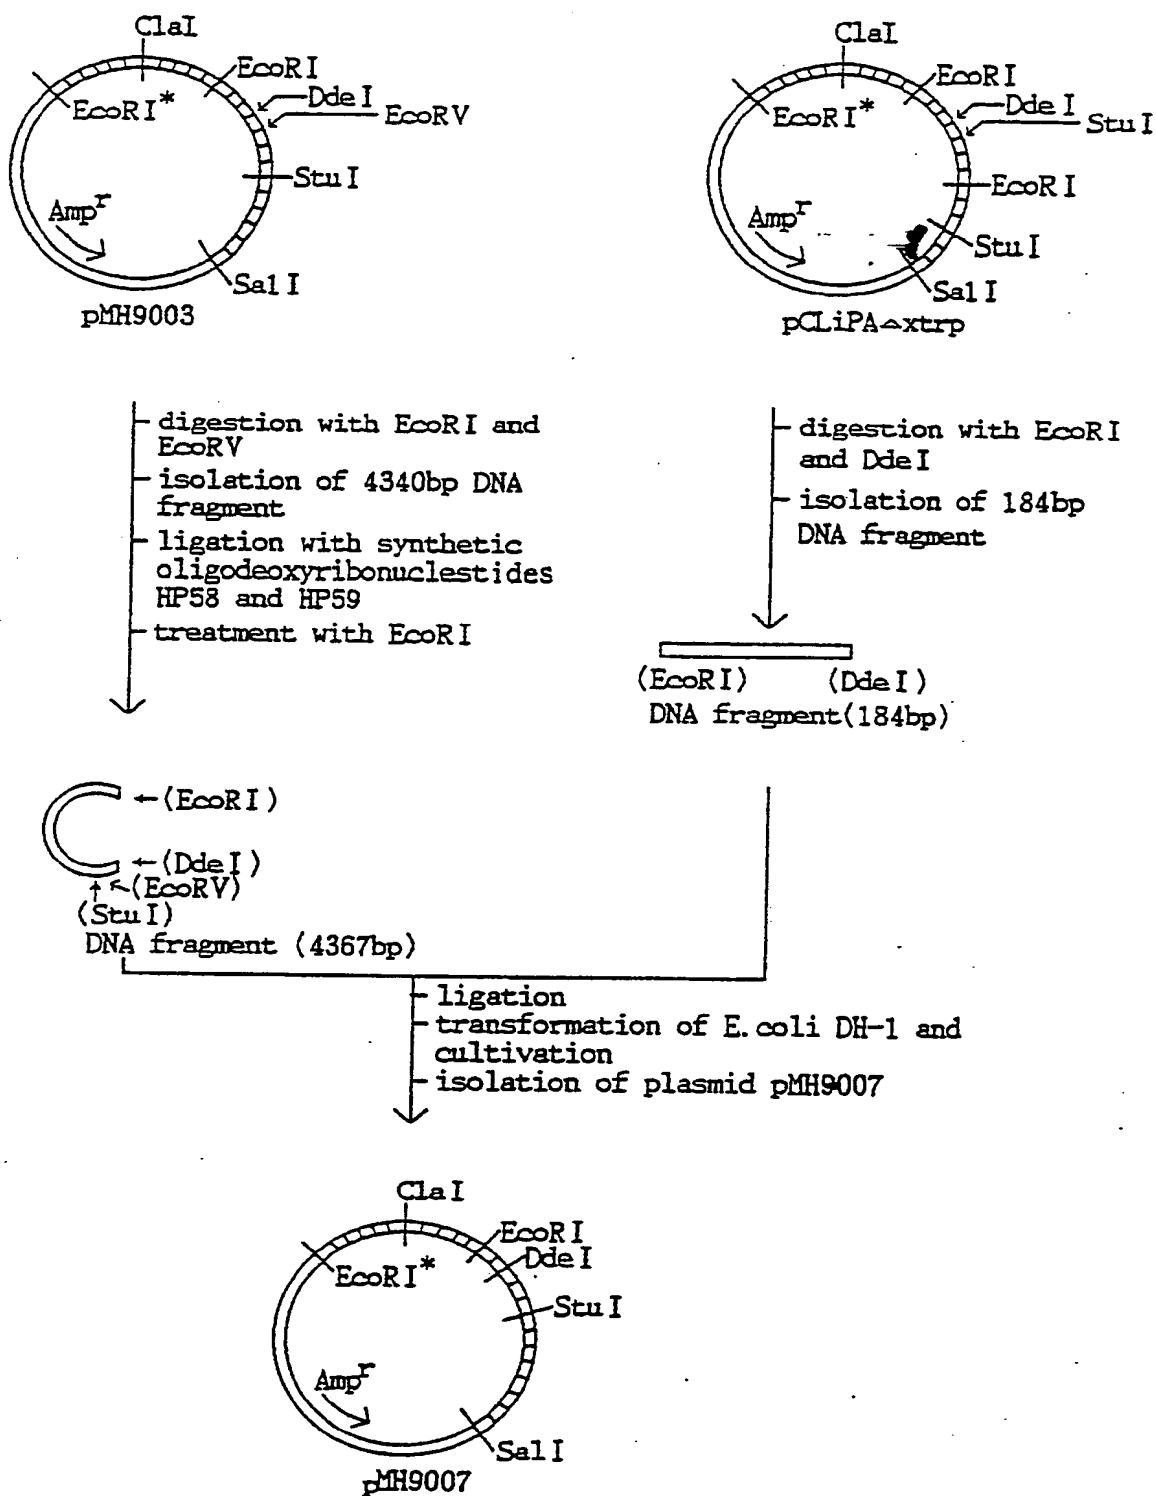 ClaI
EcoRI
DdeI
EcoRV
EcoRI*
StuI
Ampr
SalI
pMH9003
ClaI
EcoRI
DdeI
StuI
EcoRI*
EcoRI
Ampr
StuI
SalI
pCLiPA△xtrp
digestion with EcoRI and
EcoRV
isolation of 4340bp DNA
fragment
ligation with synthetic
oligodeoxyribonuclestides
HP58 and HP59
treatment with EcoRI
digestion with EcoRI
and DdeI
isolation of 184bp
DNA fragment
(EcoRI) (DdeI)
DNA fragment(184bp)
(EcoRI)
(DdeI)
(EcoRV)
(StuI)
DNA fragment (4367bp)
ligation
transformation of E.coli DH-1 and
cultivation
isolation of plasmid pMH9007
ClaI
EcoRI
DdeI
EcoRI*
StuI
Ampr
SalI
pMH9007